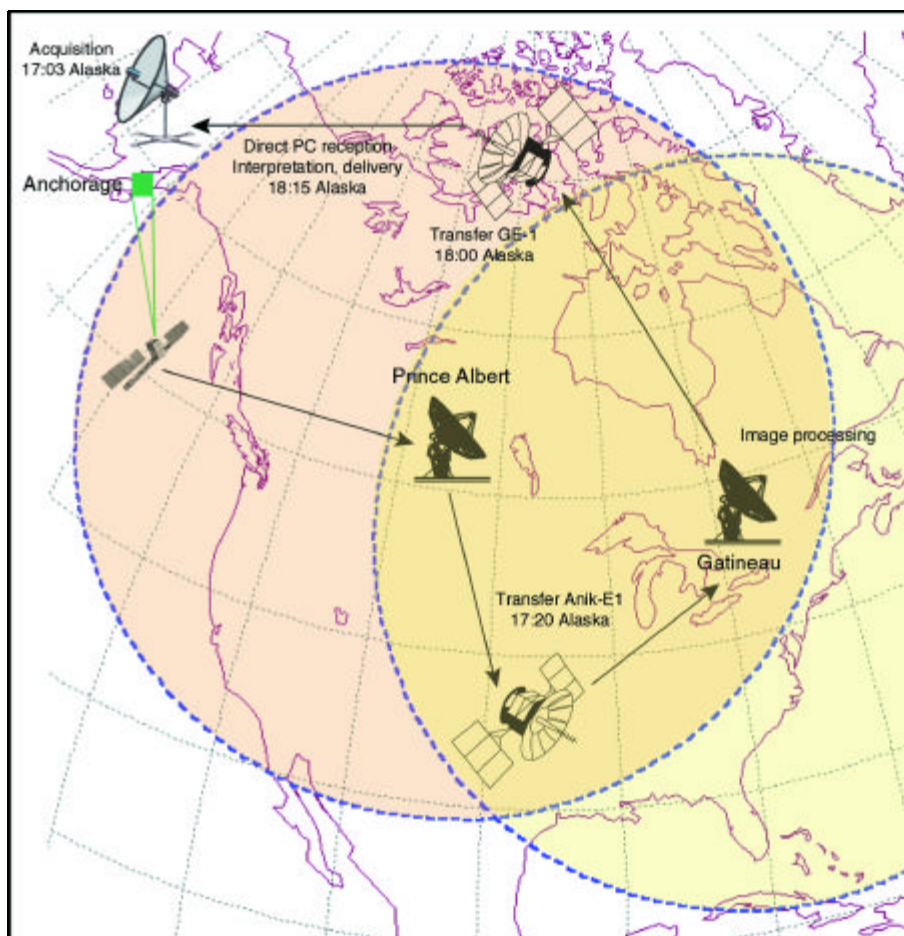 Acquisition
17:03 Alaska
Direct PC reception
Interpretation, delivery
18:15 Alaska
Anchorage
Transfer GE-1
18:00 Alaska
Prince Albert
Image processing
Gatineau
Transfer Anik-E1
17:20 Alaska